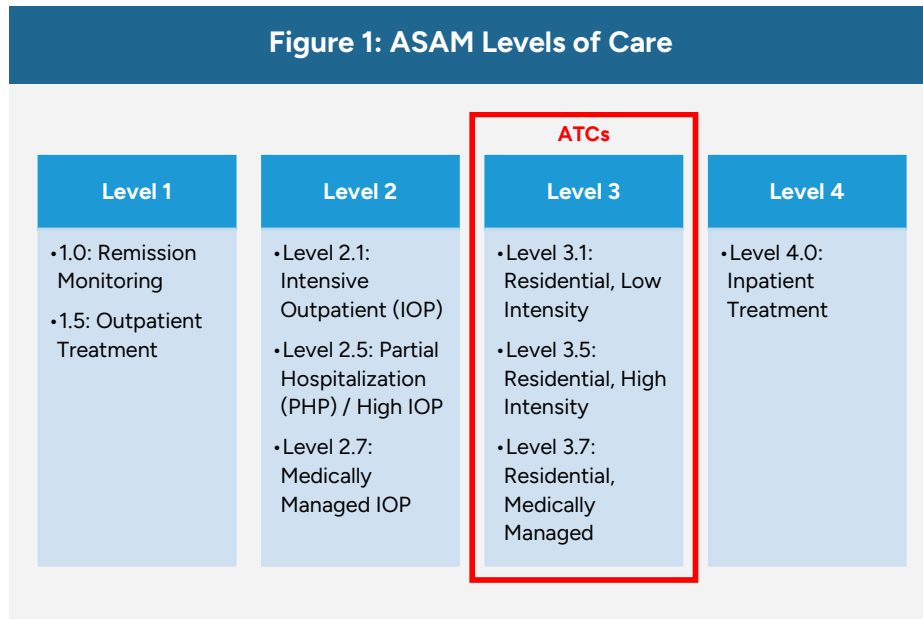 Figure 1: ASAM Levels of Care
ATCs
Level 1
•1.0: Remission
Monitoring
•1.5: Outpatient
Treatment
Level 2
•Level 2.1:
Intensive
Outpatient (IOP)
•Level 2.5: Partial
Hospitalization
(PHP) / High IOP
•Level 2.7:
Medically
Managed IOP
Level 3
•Level 3.1:
Residential, Low
Intensity
•Level 3.5:
Residential, High
Intensity
•Level 3.7:
Residential,
Medically
Managed
Level 4
•Level 4.0:
Inpatient
Treatment